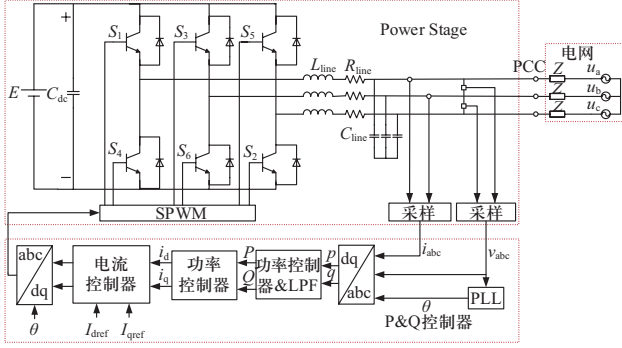 Power Stage
电网
S1
S3
S5
Lline
Rline
PCC
Z
ua
Z
ub
Z
uc
E
Cdc
+
−
Cline
S4
S6
S2
SPWM
采样
采样
iabc
vabc
abc
dq
θ
电流
控制器
Idref
Iqref
id
iq
功率
控制器
P
Q
功率控制
器&LPF
p
q
dq
abc
θ
PLL
P&Q控制器